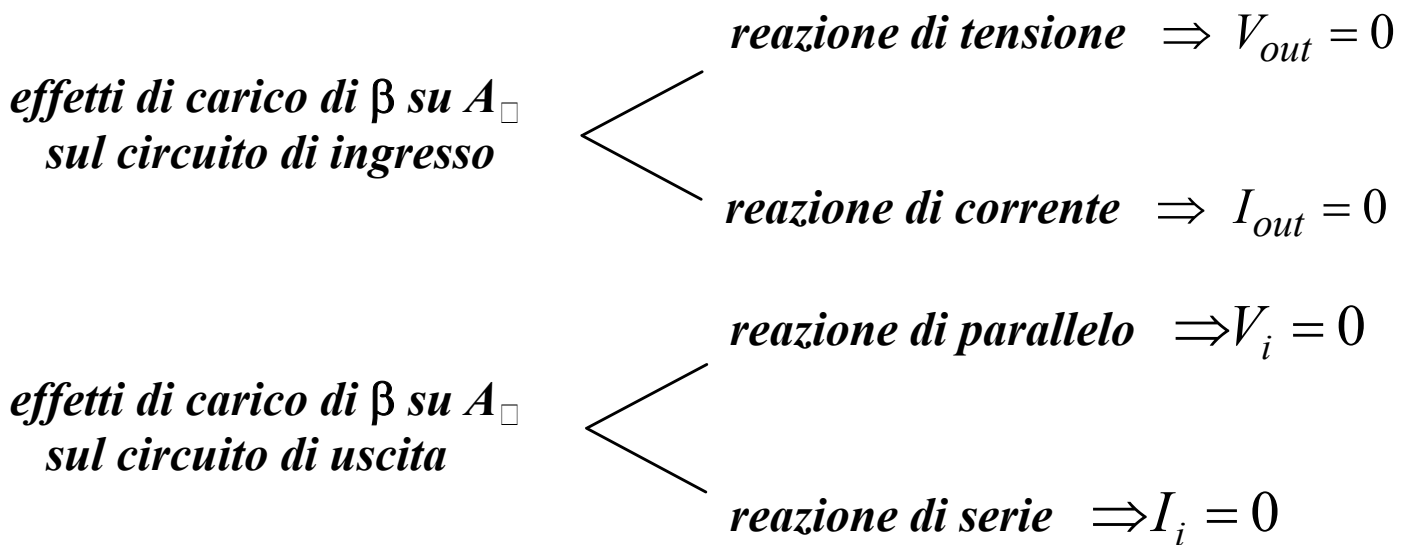 reazione di tensione ⇒ V_out = 0
effetti di carico di β su A□
sul circuito di ingresso
reazione di corrente ⇒ I_out = 0
reazione di parallelo ⇒ V_i = 0
effetti di carico di β su A□
sul circuito di uscita
reazione di serie ⇒ I_i = 0